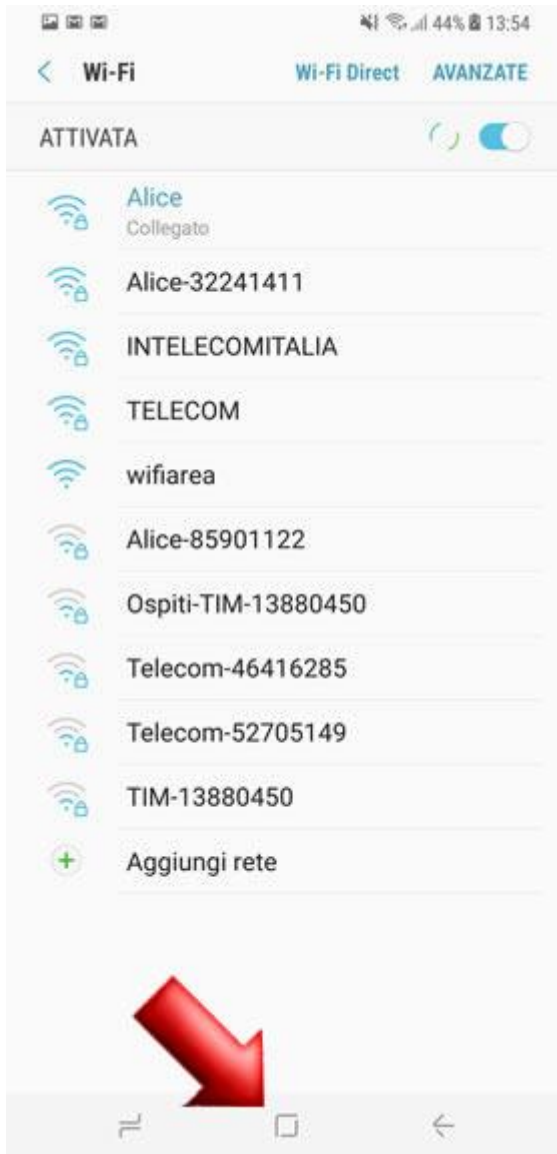 44% 13:54
Wi-Fi Wi-Fi Direct AVANZATE
ATTIVATA
Alice
Collegato
Alice-32241411
INTELECOMITALIA
TELECOM
wifiarea
Alice-85901122
Ospiti-TIM-13880450
Telecom-46416285
Telecom-52705149
TIM-13880450
Aggiungi rete